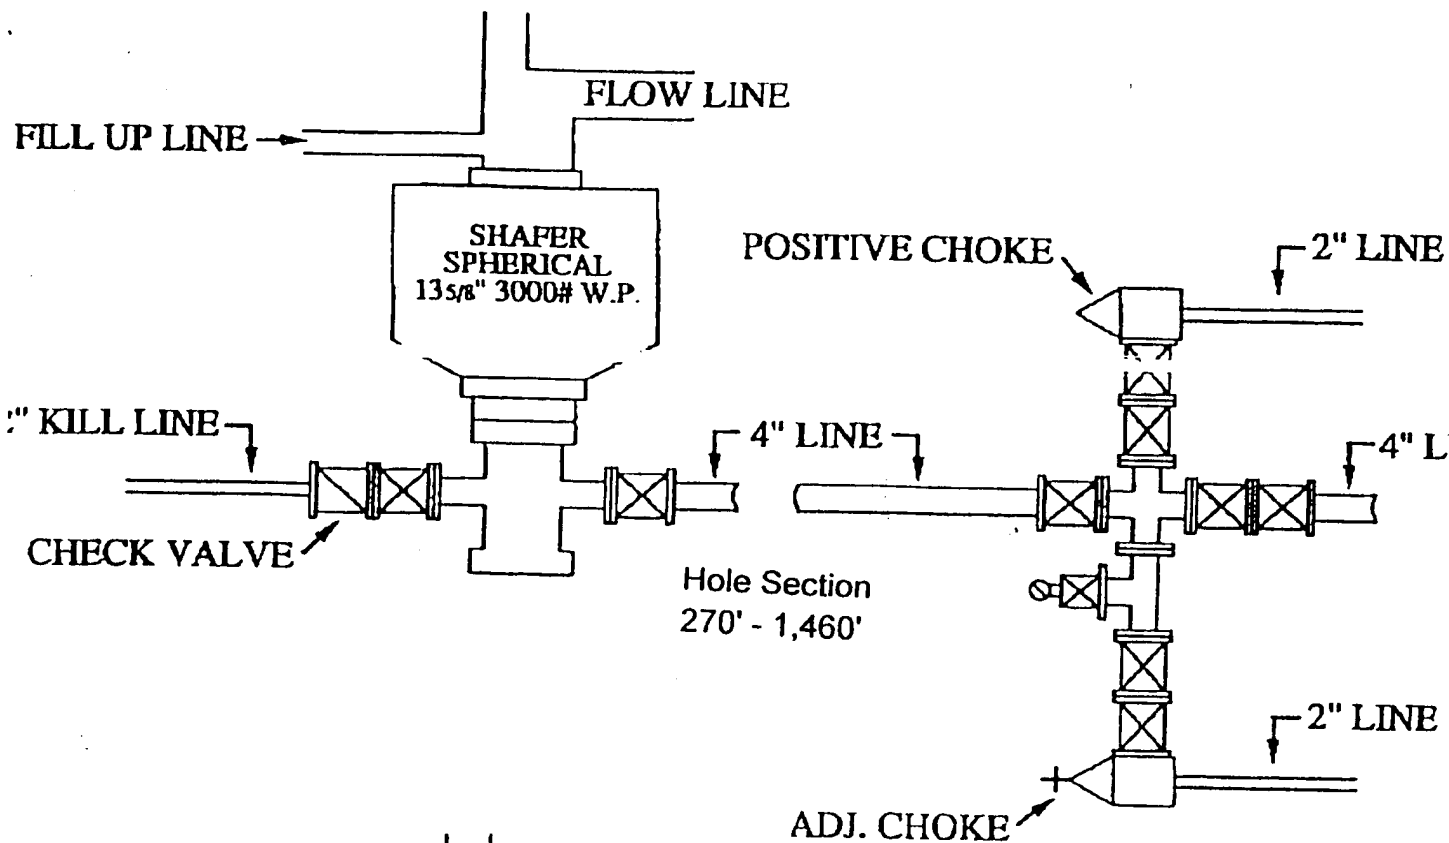 FLOW LINE
FILL UP LINE
SHAFER
SPHERICAL
13 5/8" 3000# W.P.
POSITIVE CHOKE
2" LINE
" KILL LINE
4" LINE
4" L
CHECK VALVE
Hole Section
270' - 1,460'
2" LINE
ADJ. CHOKE